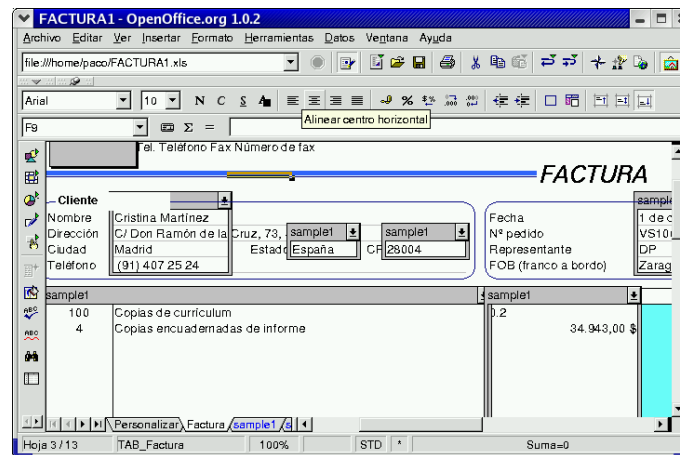 FACTURA1 - OpenOffice.org 1.0.2
Archivo Editar Ver Insertar Formato Herramientas Datos Ventana Ayuda
file:///home/paco/FACTURA1.xls
Arial 10 N C S A
Alinear centro horizontal
F9 Σ =
Tel. Teléfono Fax Número de fax
FACTURA
Cliente
Nombre Cristina Martínez
Dirección C/ Don Ramón de la Cruz, 73, sample1 sample1
Ciudad Madrid Estado España CP 28004
Teléfono (91) 407 25 24
sample
Fecha 1 de
Nº pedido VS10
Representante DP
FOB (franco a bordo) Zarag
sample1 sample1
100 Copias de currículum 0.2
4 Copias encuadernadas de informe 34.943,00 $
Personalizar Factura sample1 s
Hoja 3 / 13 TAB_Factura 100% STD * Suma=0